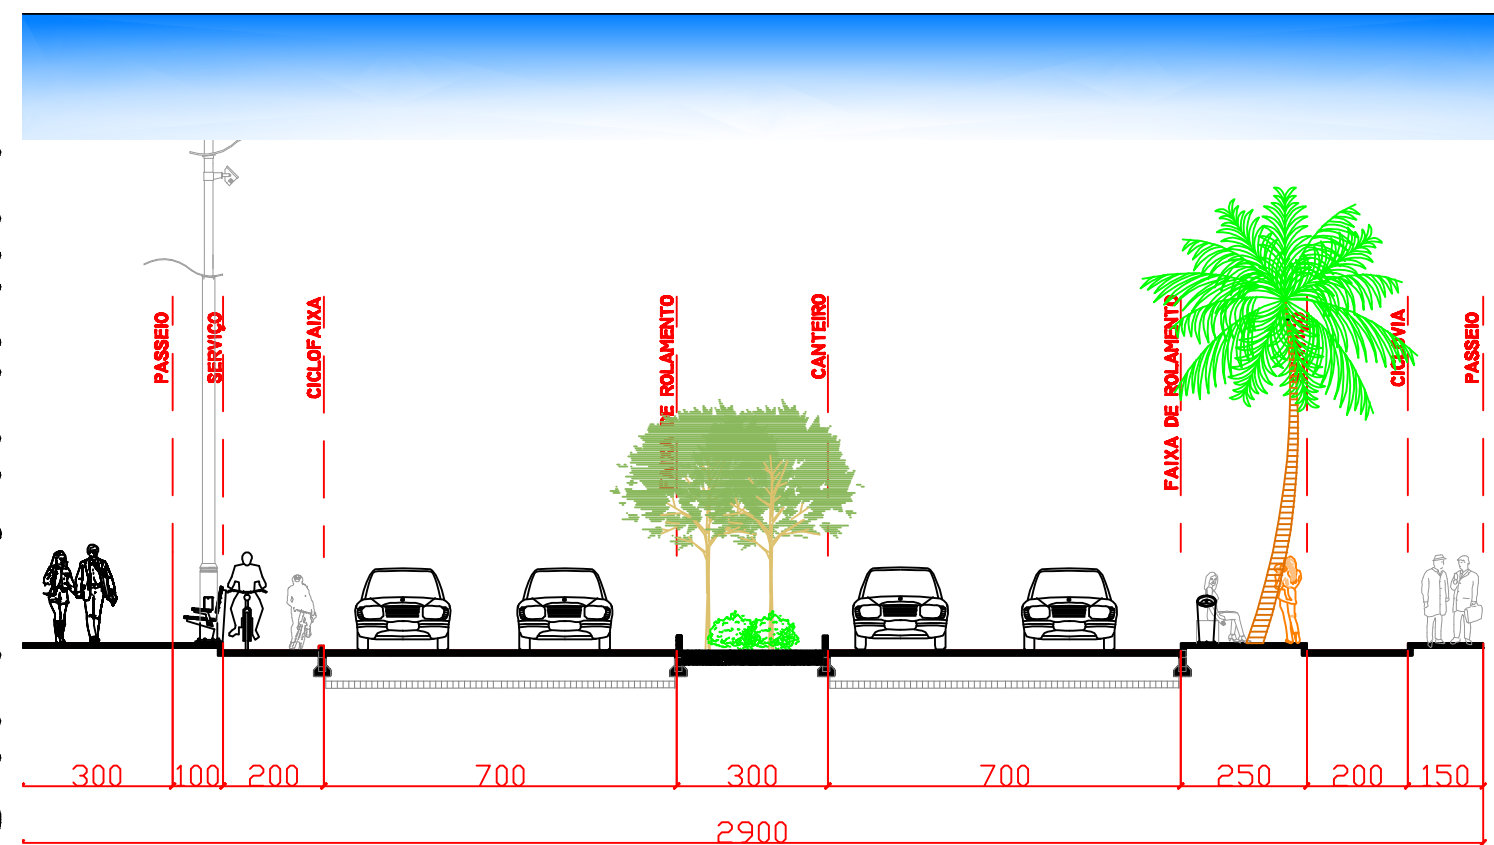 PASSEIO
SERVIÇO
CICLOFAIXA
FAIXA DE ROLAMENTO
CANTEIRO
FAIXA DE ROLAMENTO
CICLOVIA
PASSEIO
300 100 200 700 300 700 250 200 150
2900